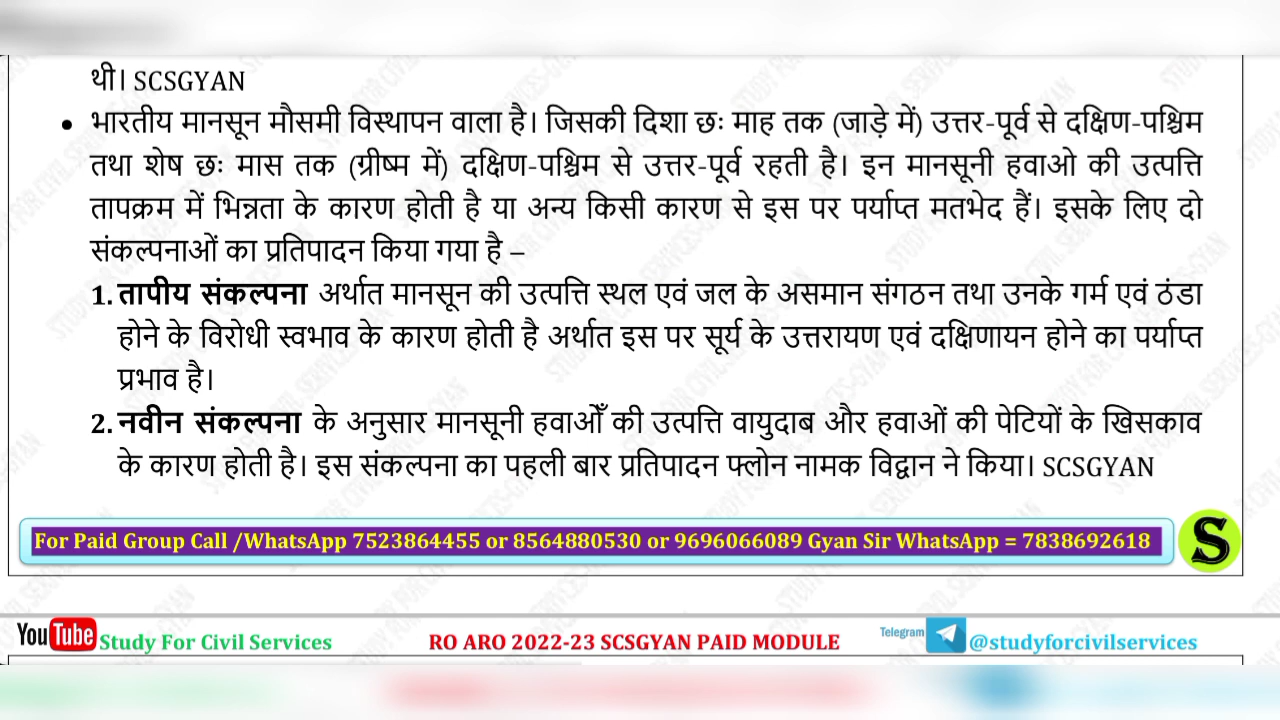 थी। SCSGYAN
• भारतीय मानसून मौसमी विस्थापन वाला है। जिसकी दिशा छः माह तक (जाड़े में) उत्तर-पूर्व से दक्षिण-पश्चिम
तथा शेष छः मास तक (ग्रीष्म में) दक्षिण-पश्चिम से उत्तर-पूर्व रहती है। इन मानसूनी हवाओ की उत्पत्ति
तापक्रम में भिन्नता के कारण होती है या अन्य किसी कारण से इस पर पर्याप्त मतभेद हैं। इसके लिए दो
संकल्पनाओं का प्रतिपादन किया गया है –
1. तापीय संकल्पना अर्थात मानसून की उत्पत्ति स्थल एवं जल के असमान संगठन तथा उनके गर्म एवं ठंडा
होने के विरोधी स्वभाव के कारण होती है अर्थात इस पर सूर्य के उत्तरायण एवं दक्षिणायन होने का पर्याप्त
प्रभाव है।
2. नवीन संकल्पना के अनुसार मानसूनी हवाओँ की उत्पत्ति वायुदाब और हवाओं की पेटियों के खिसकाव
के कारण होती है। इस संकल्पना का पहली बार प्रतिपादन फ्लोन नामक विद्वान ने किया। SCSGYAN
For Paid Group Call /WhatsApp 7523864455 or 8564880530 or 9696066089 Gyan Sir WhatsApp = 7838692618
S
YouTube Study For Civil Services RO ARO 2022-23 SCSGYAN PAID MODULE Telegram @studyforcivilservices